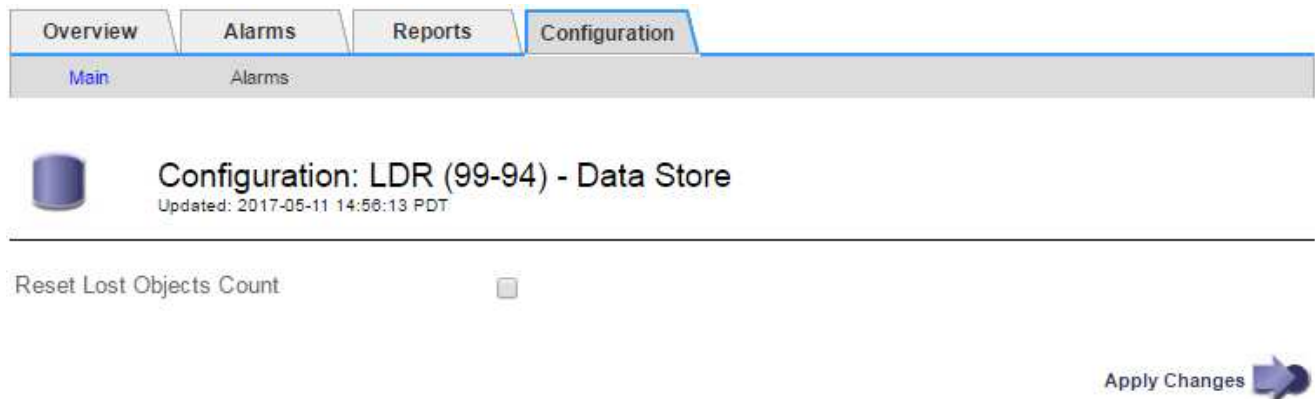 Overview Alarms Reports Configuration
Main Alarms
Configuration: LDR (99-94) - Data Store
Updated: 2017-05-11 14:56:13 PDT
Reset Lost Objects Count
Apply Changes